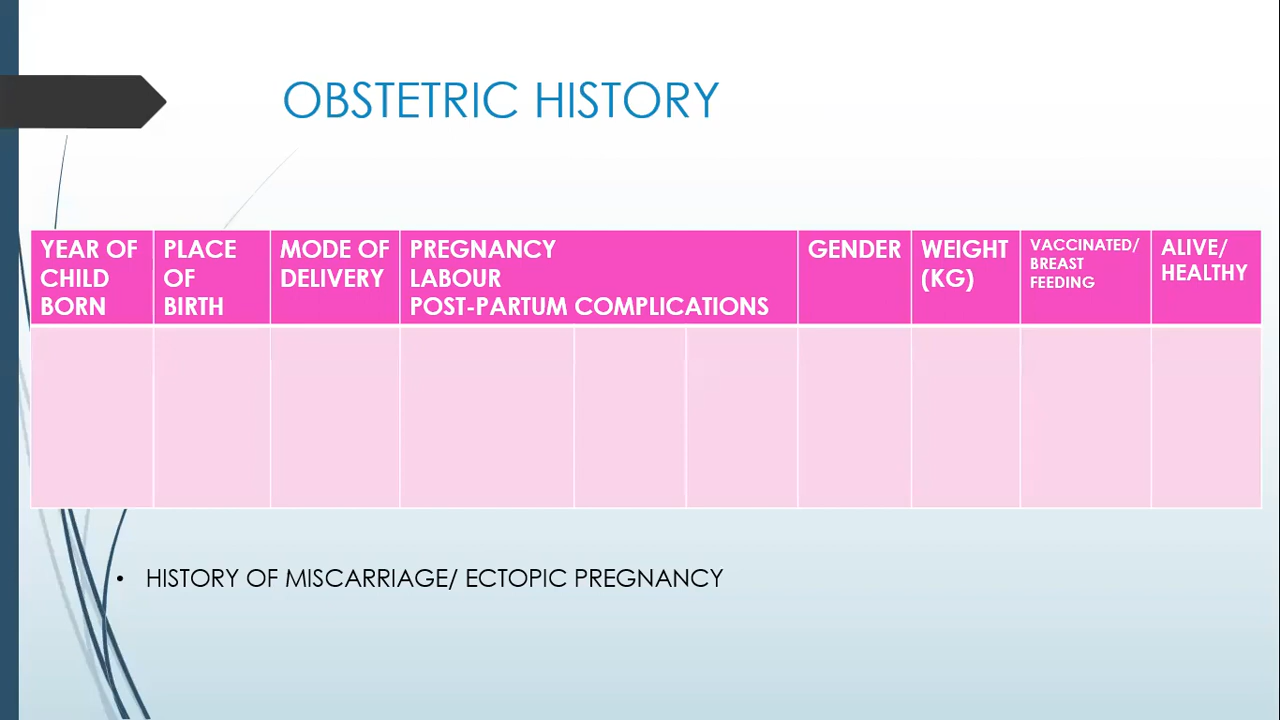 OBSTETRIC HISTORY
YEAR OF
CHILD
BORN
PLACE
OF
BIRTH
MODE OF
DELIVERY
PREGNANCY
LABOUR
POST-PARTUM COMPLICATIONS
GENDER
WEIGHT
(KG)
VACCINATED/
BREAST
FEEDING
ALIVE/
HEALTHY
• HISTORY OF MISCARRIAGE/ ECTOPIC PREGNANCY